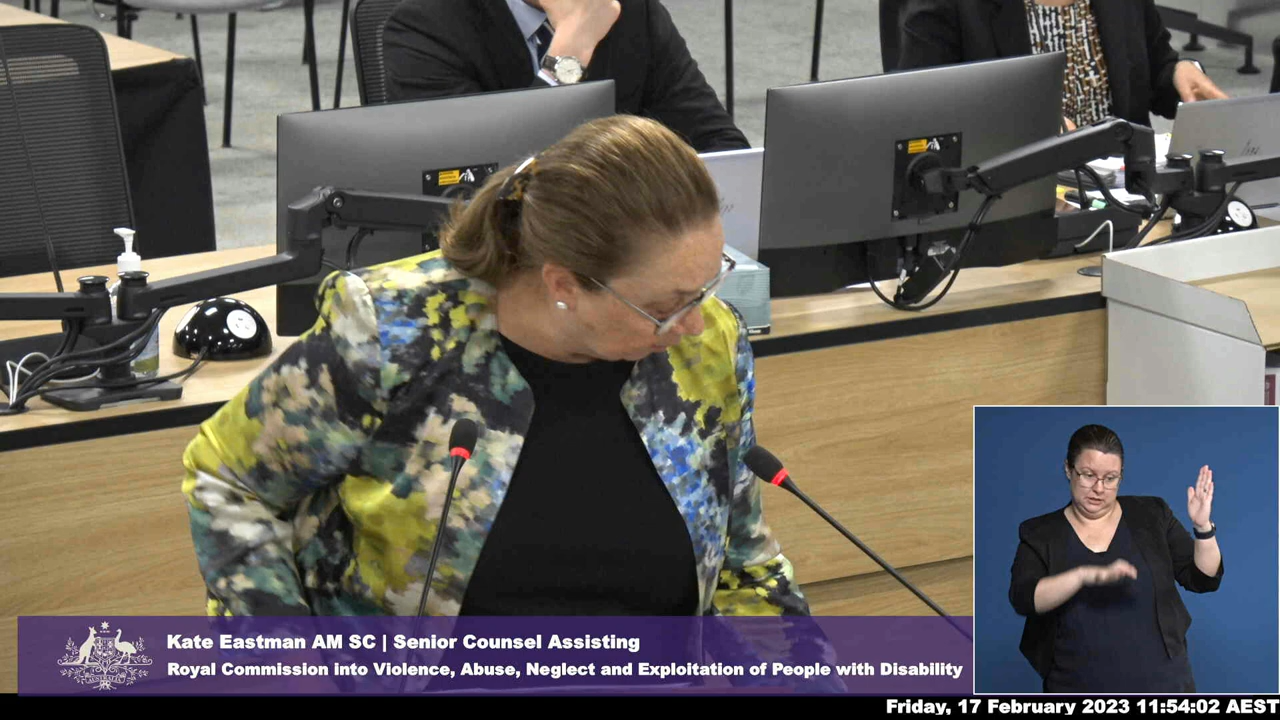 Kate Eastman AM SC | Senior Counsel Assisting
Royal Commission into Violence, Abuse, Neglect and Exploitation of People with Disability
Friday, 17 February 2023 11:54:02 AEST